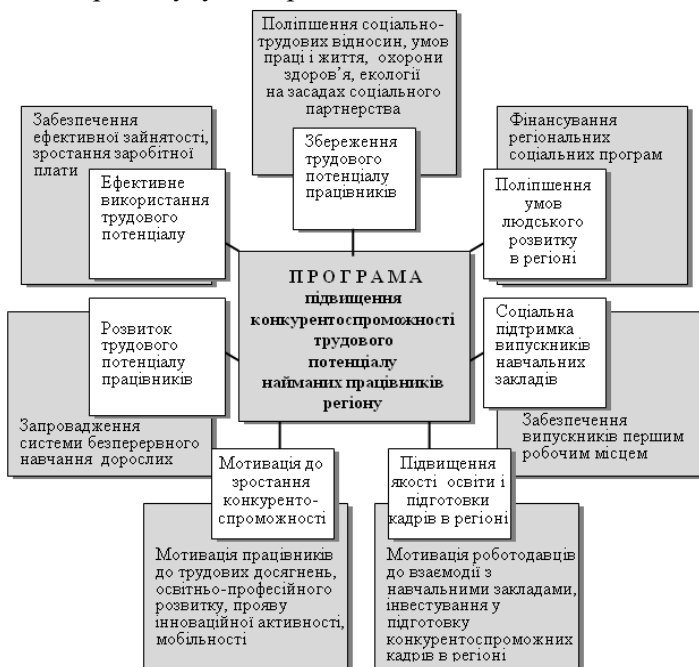 Поліпшення соціально-
трудових відносин, умов
праці і життя, охорони
здоров’я, екології
на засадах соціального
партнерства
Збереження
трудового
потенціалу
працівників
Забезпечення
ефективної зайнятості,
зростання заробітної
плати
Ефективне
використання
трудового
потенціалу
Фінансування
регіональних
соціальних програм
Поліпшення
умов
людського
розвитку
в регіоні
П Р О Г Р А М А
підвищення
конкурентоспроможності
трудового
потенціалу
найманих працівників
регіону
Розвиток
трудового
потенціалу
працівників
Запровадження
системи безперервного
навчання дорослих
Соціальна
підтримка
випускників
навчальних
закладів
Забезпечення
випускників першим
робочим місцем
Мотивація до
зростання
конкуренто-
спроможності
Мотивація працівників
до трудових досягнень,
освітньо-професійного
розвитку, прояву
інноваційної активності,
мобільності
Підвищення
якості освіти і
підготовки
кадрів в регіоні
Мотивація роботодавців
до взаємодії з
навчальними закладами,
інвестування у
підготовку
конкурентоспроможних
кадрів в регіоні